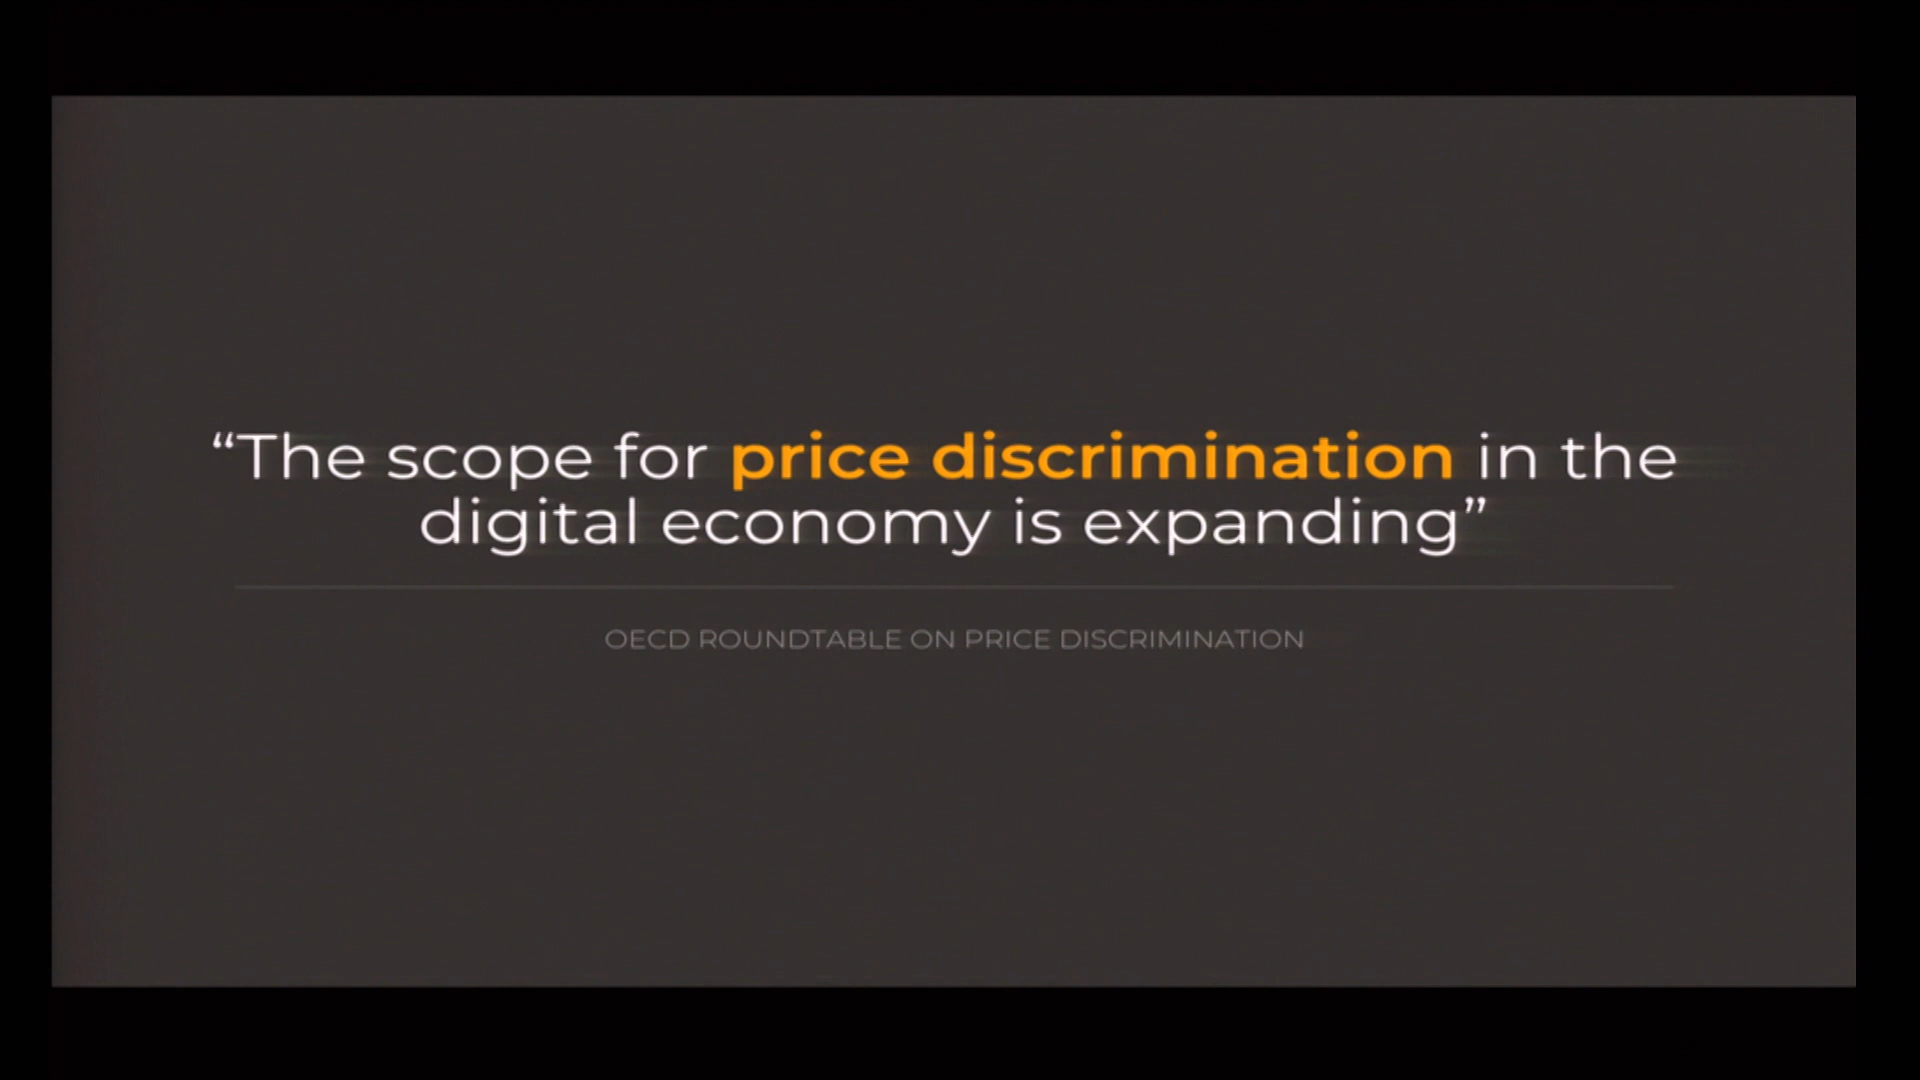 “The scope for price discrimination in the
digital economy is expanding”
OECD ROUNDTABLE ON PRICE DISCRIMINATION